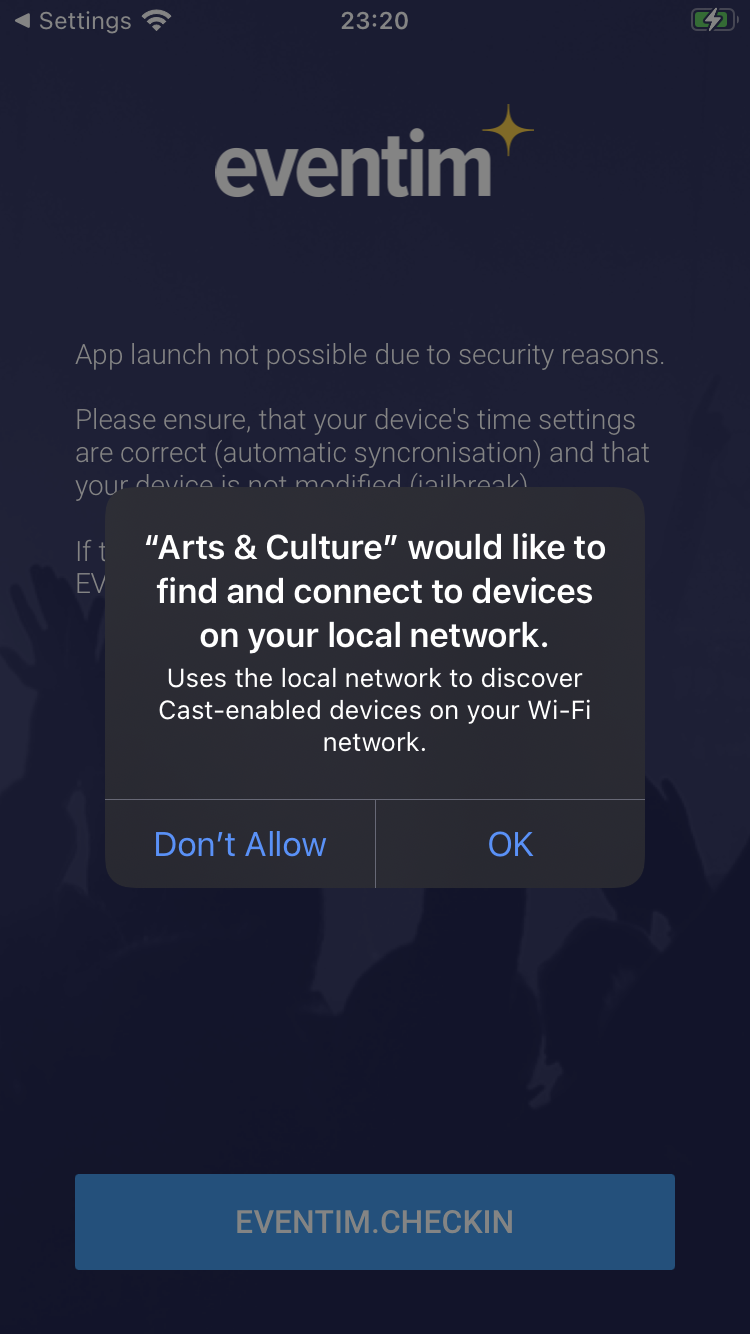 Settings
23:20
eventim
App launch not possible due to security reasons.
Please ensure, that your device's time settings
are correct (automatic syncronisation) and that
your device is not modified (jailbreak)
If t
EV
“Arts & Culture” would like to
find and connect to devices
on your local network.
Uses the local network to discover
Cast-enabled devices on your Wi-Fi
network.
Don’t Allow
OK
EVENTIM.CHECKIN